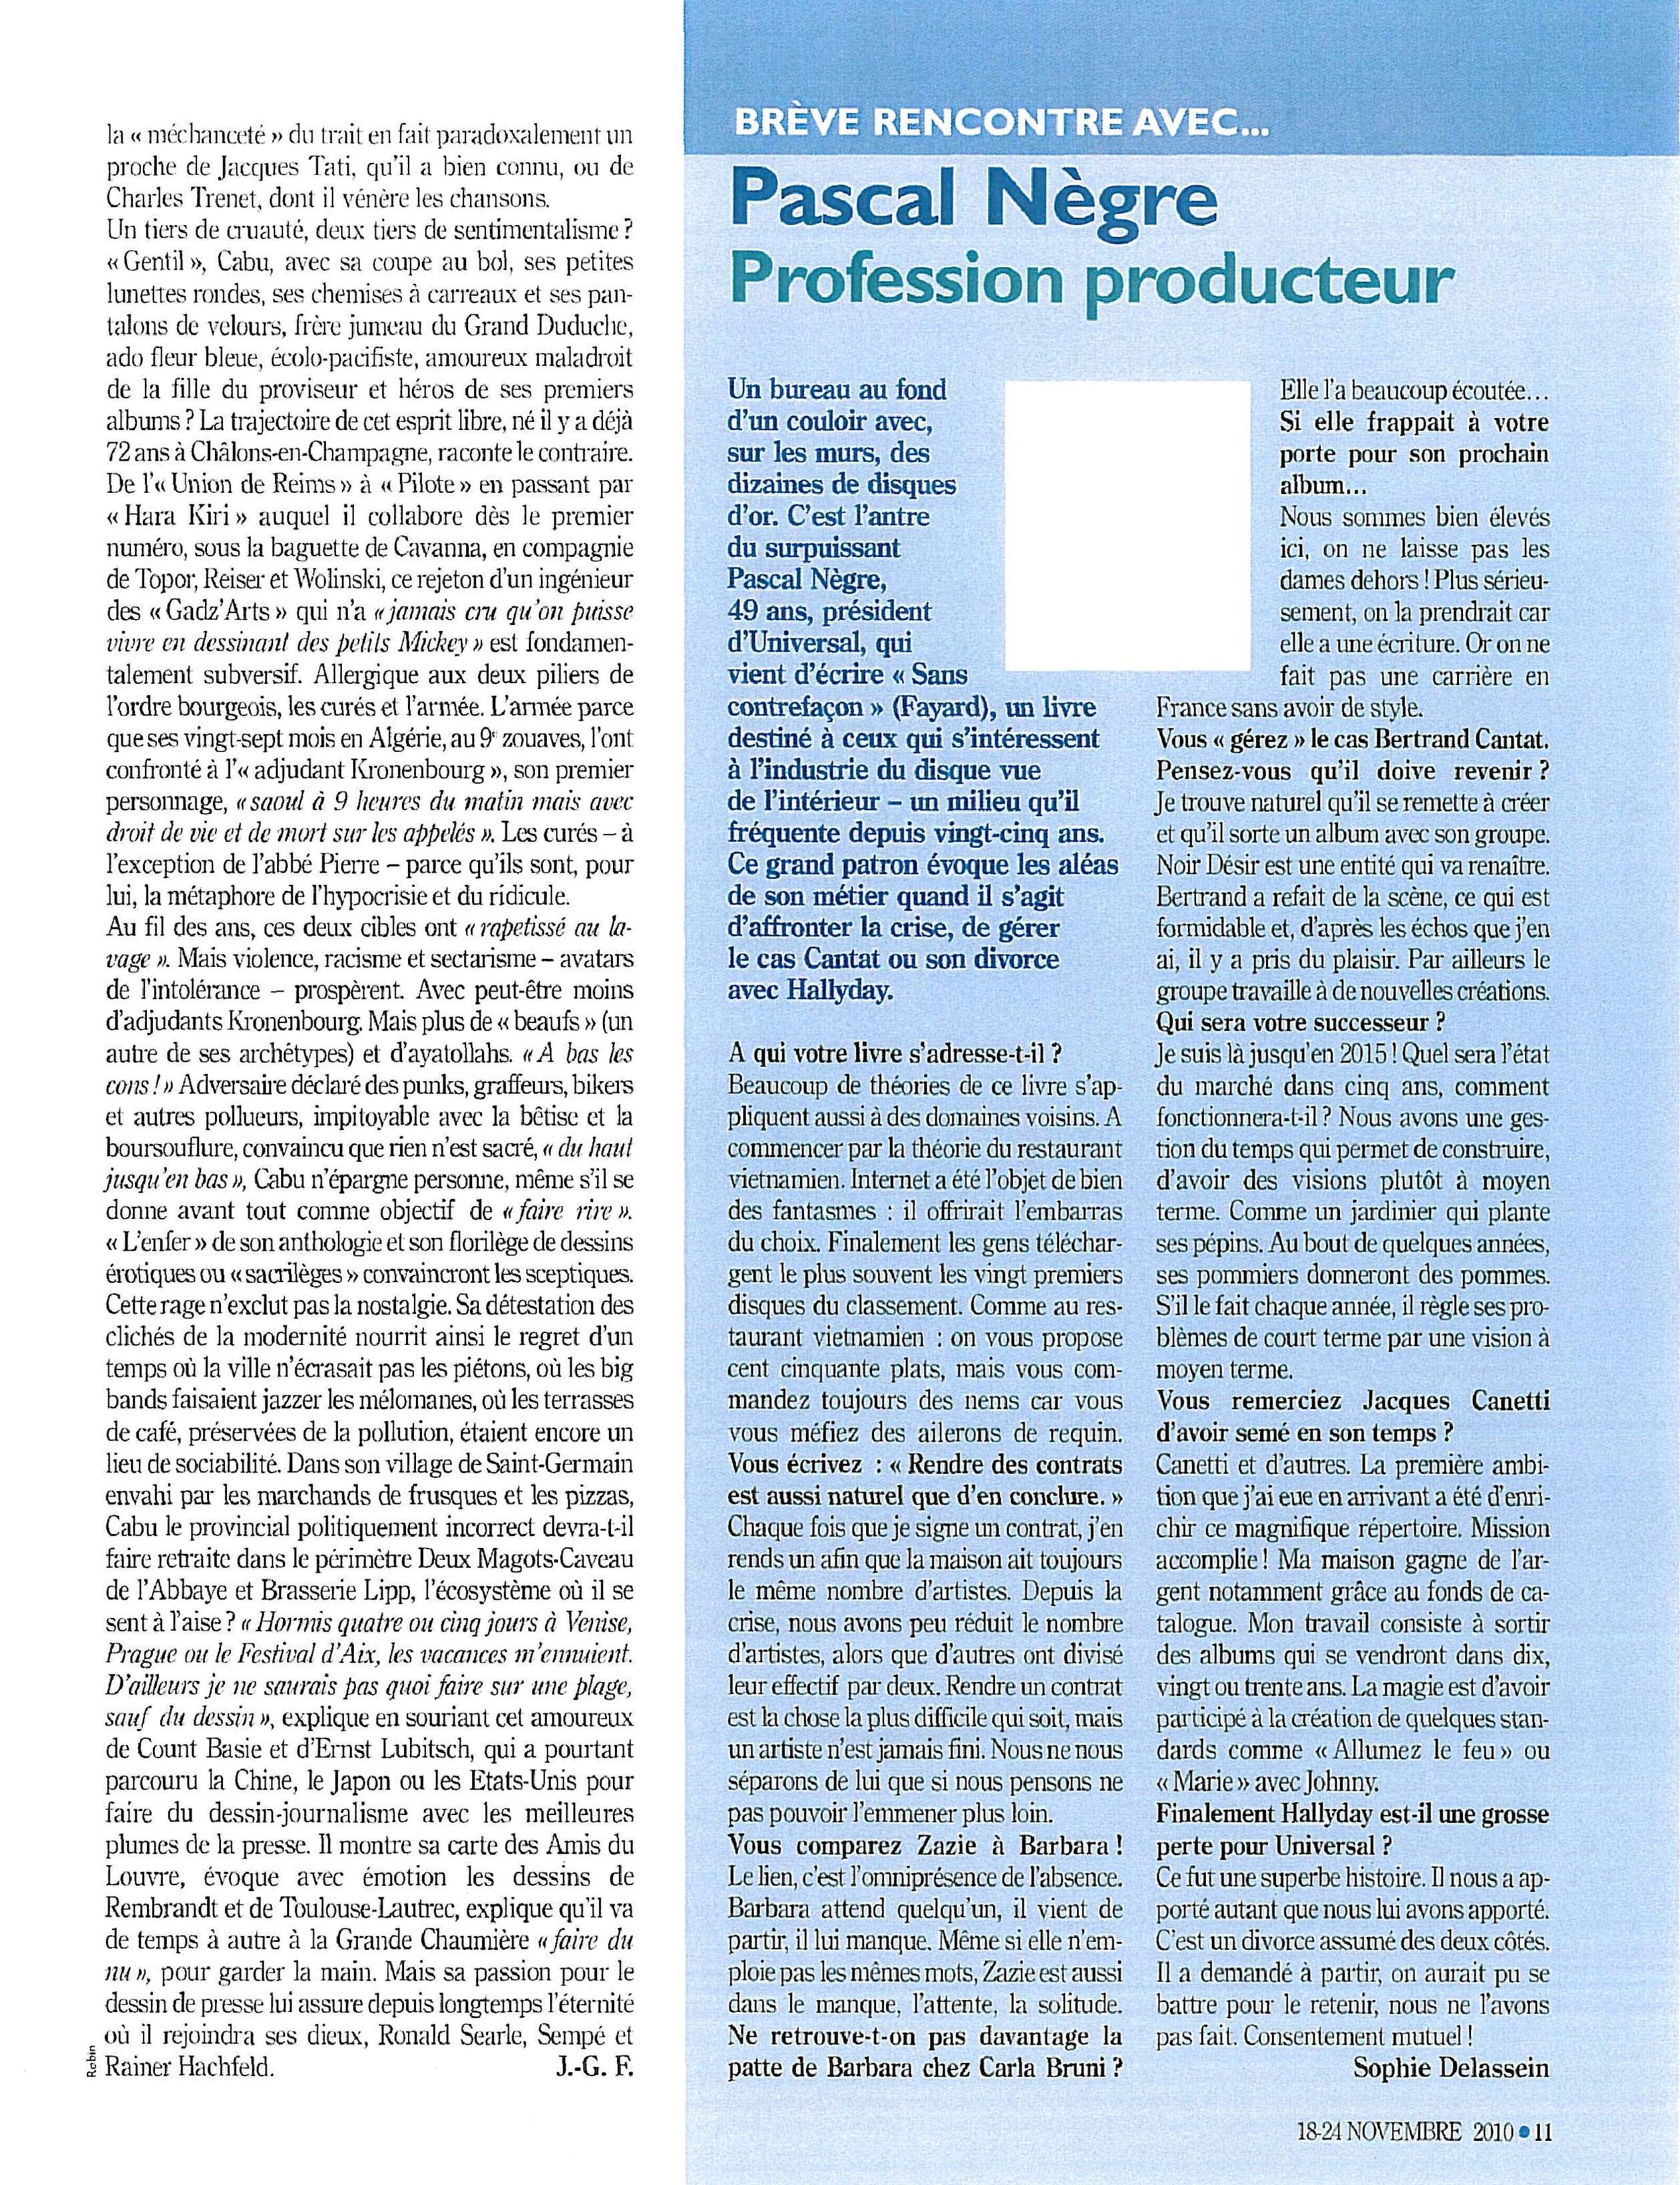 la « méchanceté » du trait en fait paradoxalement un
proche de Jacques Tati, qu'il a bien connu, ou de
Charles Trenet, dont il vénère les chansons.
Un tiers de cruauté, deux tiers de sentimentalisme ?
« Gentil », Cabu, avec sa coupe au bol, ses petites
lunettes rondes, ses chemises à carreaux et ses pan-
talons de velours, frère jumeau du Grand Duduche,
ado fleur bleue, écolo-pacifiste, amoureux maladroit
de la fille du proviseur et héros de ses premiers
albums ? La trajectoire de cet esprit libre, né il y a déjà
72 ans à Châlons-en-Champagne, raconte le contraire.
De l'« Union de Reims » à « Pilote » en passant par
« Hara Kiri » auquel il collabore dès le premier
numéro, sous la baguette de Cavanna, en compagnie
de Topor, Reiser et Wolinski, ce rejeton d'un ingénieur
des « Gadz'Arts » qui n'a « jamais cru qu'on puisse
vivre en dessinant des petits Mickey » est fondamen-
talement subversif. Allergique aux deux piliers de
l'ordre bourgeois, les curés et l'armée. L'armée parce
que ses vingt-sept mois en Algérie, au 9e zouaves, l'ont
confronté à l'« adjudant Kronenbourg », son premier
personnage, « saoul à 9 heures du matin mais avec
droit de vie et de mort sur les appelés ». Les curés – à
l'exception de l'abbé Pierre – parce qu'ils sont, pour
lui, la métaphore de l'hypocrisie et du ridicule.
Au fil des ans, ces deux cibles ont « rapetissé au la-
vage ». Mais violence, racisme et sectarisme – avatars
de l'intolérance – prospèrent. Avec peut-être moins
d'adjudants Kronenbourg. Mais plus de « beaufs » (un
autre de ses archétypes) et d'ayatollahs. « A bas les
cons ! » Adversaire déclaré des punks, graffeurs, bikers
et autres pollueurs, impitoyable avec la bêtise et la
boursouflure, convaincu que rien n'est sacré, « du haut
jusqu'en bas », Cabu n'épargne personne, même s'il se
donne avant tout comme objectif de « faire rire ».
« L'enfer » de son anthologie et son florilège de dessins
érotiques ou « sacrilèges » convaincront les sceptiques.
Cette rage n'exclut pas la nostalgie. Sa détestation des
clichés de la modernité nourrit ainsi le regret d'un
temps où la ville n'écrasait pas les piétons, où les big
bands faisaient jazzer les mélomanes, où les terrasses
de café, préservées de la pollution, étaient encore un
lieu de sociabilité. Dans son village de Saint-Germain
envahi par les marchands de frusques et les pizzas,
Cabu le provincial politiquement incorrect devra-t-il
faire retraite dans le périmètre Deux Magots-Caveau
de l'Abbaye et Brasserie Lipp, l'écosystème où il se
sent à l'aise ? « Hormis quatre ou cinq jours à Venise,
Prague ou le Festival d'Aix, les vacances m'ennuient.
D'ailleurs je ne saurais pas quoi faire sur une plage,
sauf du dessin », explique en souriant cet amoureux
de Count Basie et d'Ernst Lubitsch, qui a pourtant
parcouru la Chine, le Japon ou les Etats-Unis pour
faire du dessin-journalisme avec les meilleures
plumes de la presse. Il montre sa carte des Amis du
Louvre, évoque avec émotion les dessins de
Rembrandt et de Toulouse-Lautrec, explique qu'il va
de temps à autre à la Grande Chaumière « faire du
nu », pour garder la main. Mais sa passion pour le
dessin de presse lui assure depuis longtemps l'éternité
où il rejoindra ses dieux, Ronald Searle, Sempé et
Rainer Hachfeld. J.-G. F.
Robin
BRÈVE RENCONTRE AVEC...
Pascal Nègre
Profession producteur
Un bureau au fond
d'un couloir avec,
sur les murs, des
dizaines de disques
d'or. C'est l'antre
du surpuissant
Pascal Nègre,
49 ans, président
d'Universal, qui
vient d'écrire « Sans
contrefaçon » (Fayard), un livre
destiné à ceux qui s'intéressent
à l'industrie du disque vue
de l'intérieur – un milieu qu'il
fréquente depuis vingt-cinq ans.
Ce grand patron évoque les aléas
de son métier quand il s'agit
d'affronter la crise, de gérer
le cas Cantat ou son divorce
avec Hallyday.
A qui votre livre s'adresse-t-il ?
Beaucoup de théories de ce livre s'ap-
pliquent aussi à des domaines voisins. A
commencer par la théorie du restaurant
vietnamien. Internet a été l'objet de bien
des fantasmes : il offrirait l'embarras
du choix. Finalement les gens téléchar-
gent le plus souvent les vingt premiers
disques du classement. Comme au res-
taurant vietnamien : on vous propose
cent cinquante plats, mais vous com-
mandez toujours des nems car vous
vous méfiez des ailerons de requin.
Vous écrivez : « Rendre des contrats
est aussi naturel que d'en conclure. »
Chaque fois que je signe un contrat, j'en
rends un afin que la maison ait toujours
le même nombre d'artistes. Depuis la
crise, nous avons peu réduit le nombre
d'artistes, alors que d'autres ont divisé
leur effectif par deux. Rendre un contrat
est la chose la plus difficile qui soit, mais
un artiste n'est jamais fini. Nous ne nous
séparons de lui que si nous pensons ne
pas pouvoir l'emmener plus loin.
Vous comparez Zazie à Barbara !
Le lien, c'est l'omniprésence de l'absence.
Barbara attend quelqu'un, il vient de
partir, il lui manque. Même si elle n'em-
ploie pas les mêmes mots, Zazie est aussi
dans le manque, l'attente, la solitude.
Ne retrouve-t-on pas davantage la
patte de Barbara chez Carla Bruni ?
Elle l'a beaucoup écoutée...
Si elle frappait à votre
porte pour son prochain
album...
Nous sommes bien élevés
ici, on ne laisse pas les
dames dehors ! Plus sérieu-
sement, on la prendrait car
elle a une écriture. Or on ne
fait pas une carrière en
France sans avoir de style.
Vous « gérez » le cas Bertrand Cantat.
Pensez-vous qu'il doive revenir ?
Je trouve naturel qu'il se remette à créer
et qu'il sorte un album avec son groupe.
Noir Désir est une entité qui va renaître.
Bertrand a refait de la scène, ce qui est
formidable et, d'après les échos que j'en
ai, il y a pris du plaisir. Par ailleurs le
groupe travaille à de nouvelles créations.
Qui sera votre successeur ?
Je suis là jusqu'en 2015 ! Quel sera l'état
du marché dans cinq ans, comment
fonctionnera-t-il ? Nous avons une ges-
tion du temps qui permet de construire,
d'avoir des visions plutôt à moyen
terme. Comme un jardinier qui plante
ses pépins. Au bout de quelques années,
ses pommiers donneront des pommes.
S'il le fait chaque année, il règle ses pro-
blèmes de court terme par une vision à
moyen terme.
Vous remerciez Jacques Canetti
d'avoir semé en son temps ?
Canetti et d'autres. La première ambi-
tion que j'ai eue en arrivant a été d'enri-
chir ce magnifique répertoire. Mission
accomplie ! Ma maison gagne de l'ar-
gent notamment grâce au fonds de ca-
talogue. Mon travail consiste à sortir
des albums qui se vendront dans dix,
vingt ou trente ans. La magie est d'avoir
participé à la création de quelques stan-
dards comme « Allumez le feu » ou
« Marie » avec Johnny.
Finalement Hallyday est-il une grosse
perte pour Universal ?
Ce fut une superbe histoire. Il nous a ap-
porté autant que nous lui avons apporté.
C'est un divorce assumé des deux côtés.
Il a demandé à partir, on aurait pu se
battre pour le retenir, nous ne l'avons
pas fait. Consentement mutuel !
Sophie Delassein
18-24 NOVEMBRE 2010 • 11